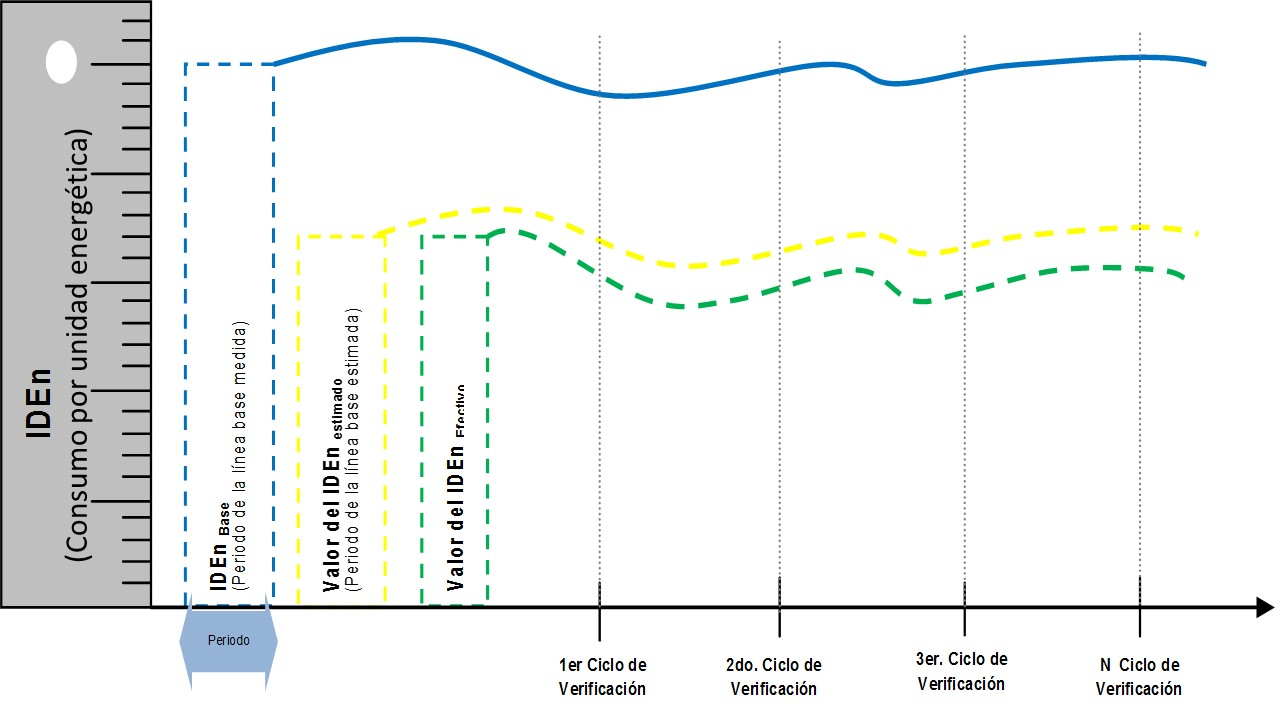 IDEn
(Consumo por unidad energética)
IDEn Base
(Periodo de la línea base medida)
Valor del IDEn estimado
(Periodo de la línea base estimada)
Valor del IDEn Efectivo
Periodo
1er Ciclo de
Verificación
2do. Ciclo de
Verificación
3er. Ciclo de
Verificación
N Ciclo de
Verificación